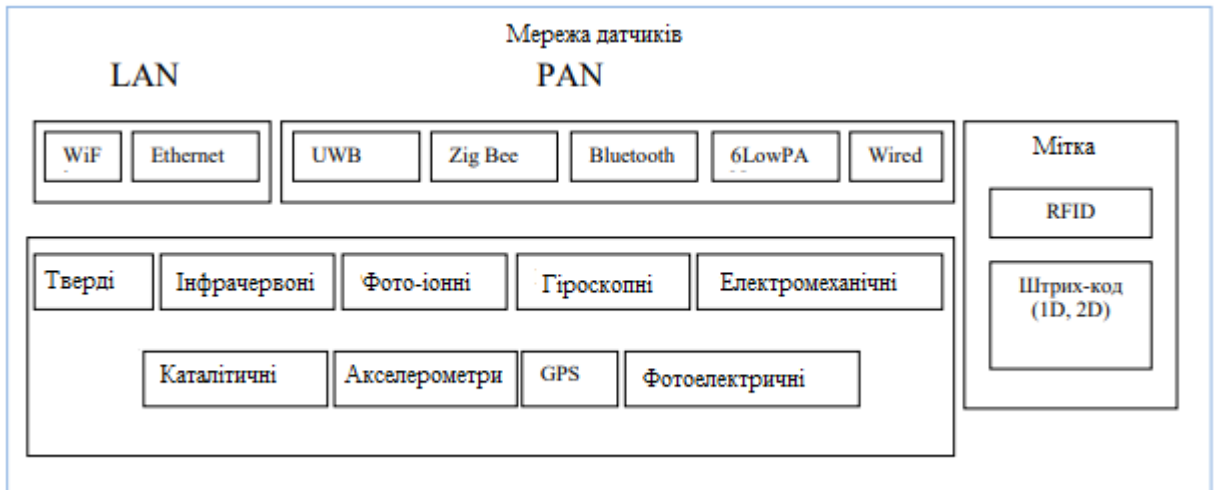 Мережа датчиків
LAN
PAN
WiF
Ethernet
UWB
Zig Bee
Bluetooth
6LowPA
Wired
Мітка
RFID
Штрих-код
(1D, 2D)
Тверді
Інфрачервоні
Фото-іонні
Гіроскопні
Електромеханічні
Каталітичні
Акселерометри
GPS
Фотоелектричні